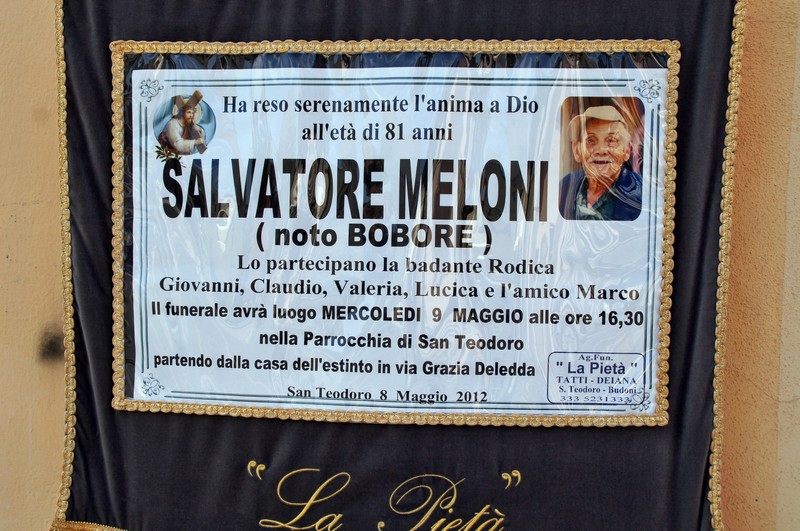 Ha reso serenamente l'anima a Dio
all'età di 81 anni
SALVATORE MELONI
( noto BOBORE )
Lo partecipano la badante Rodica
Giovanni, Claudio, Valeria, Lucica e l'amico Marco
Il funerale avrà luogo MERCOLEDI 9 MAGGIO alle ore 16,30
nella Parrocchia di San Teodoro
partendo dalla casa dell'estinto in via Grazia Deledda
San Teodoro 8 Maggio 2012
Ag.Fun.
" La Pietà "
TATTI - DEIANA
S. Teodoro - Budoni
333 5231333
"La Pietà"